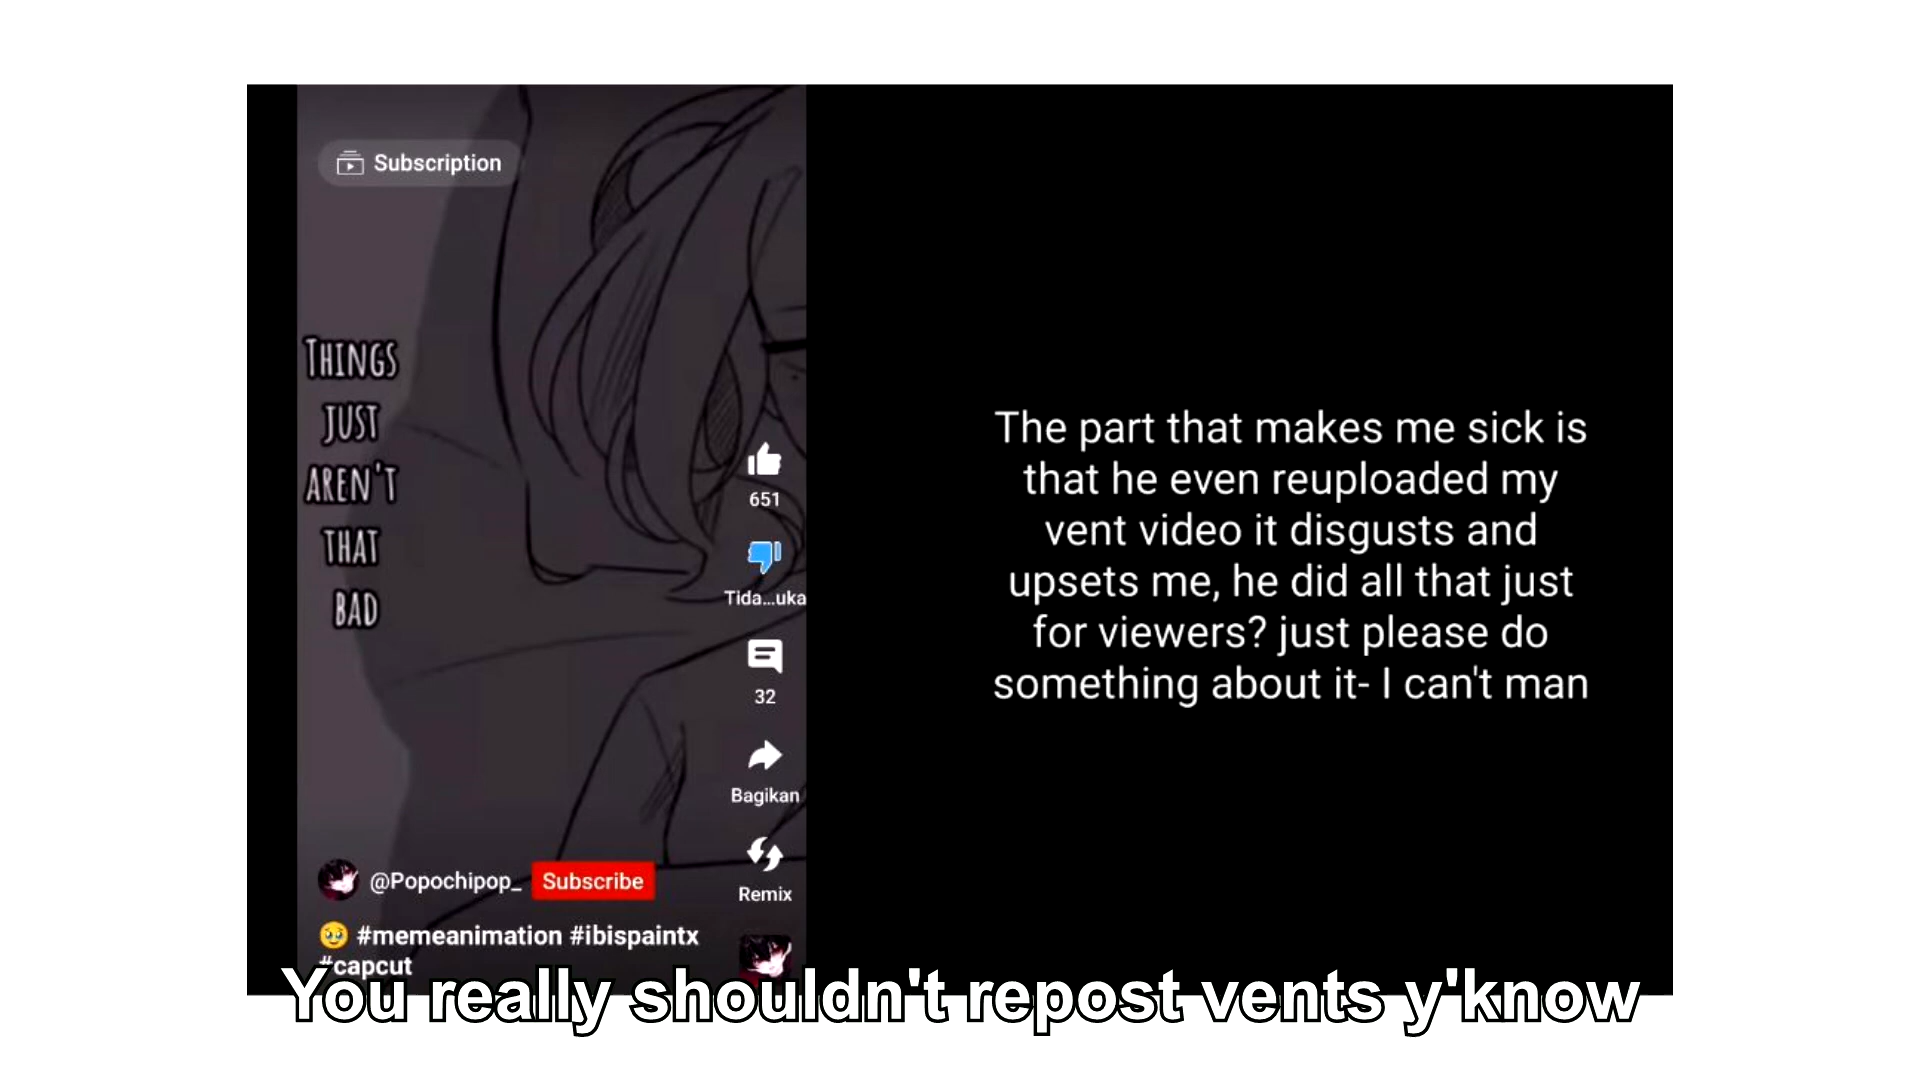 Subscription
THINGS
JUST
AREN'T
THAT
BAD
651
Tida...uka
32
Bagikan
Remix
@Popochipop_ Subscribe
🥹 #memeanimation #ibispaintx
#capcut
The part that makes me sick is
that he even reuploaded my
vent video it disgusts and
upsets me, he did all that just
for viewers? just please do
something about it- I can't man
You really shouldn't repost vents y'know